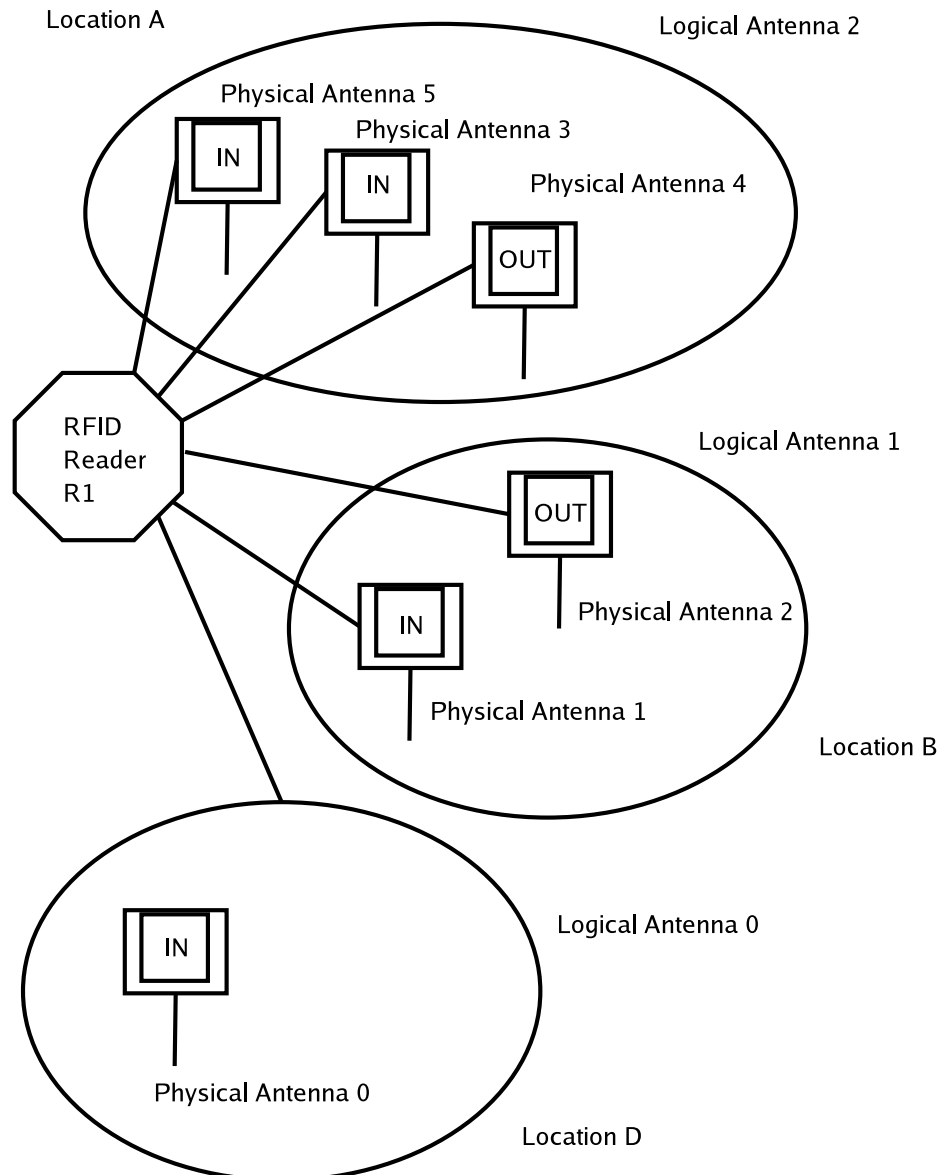 Location A
Logical Antenna 2
Physical Antenna 5
IN
Physical Antenna 3
IN
Physical Antenna 4
OUT
RFID
Reader
R1
Logical Antenna 1
OUT
Physical Antenna 2
IN
Physical Antenna 1
Location B
Logical Antenna 0
IN
Physical Antenna 0
Location D